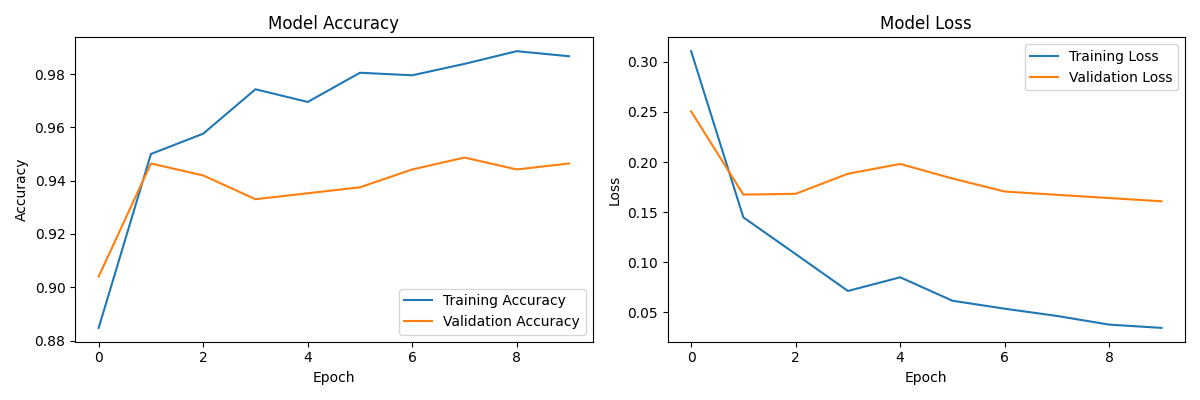 Model Accuracy
Accuracy
0.98
0.96
0.94
0.92
0.90
0.88
0 2 4 6 8
Epoch
Training Accuracy
Validation Accuracy
Model Loss
Loss
0.30
0.25
0.20
0.15
0.10
0.05
0 2 4 6 8
Epoch
Training Loss
Validation Loss